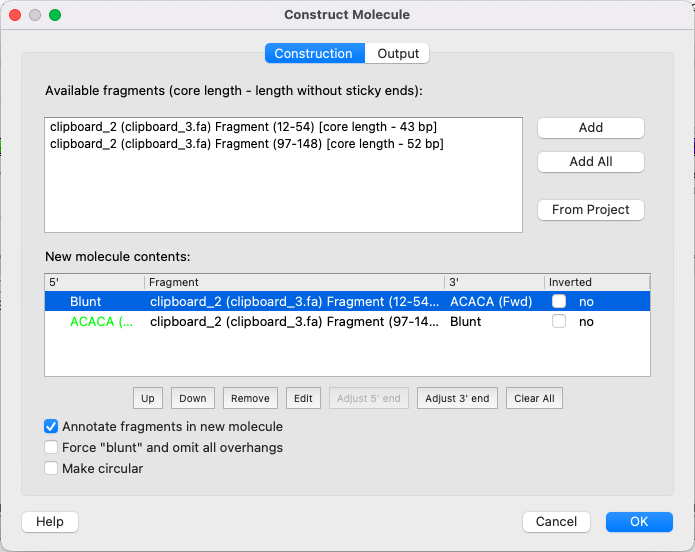 Construct Molecule
Construction Output
Available fragments (core length - length without sticky ends):
clipboard_2 (clipboard_3.fa) Fragment (12-54) [core length - 43 bp]
clipboard_2 (clipboard_3.fa) Fragment (97-148) [core length - 52 bp]
Add
Add All
From Project
New molecule contents:
5' Fragment 3' Inverted
Blunt clipboard_2 (clipboard_3.fa) Fragment (12-54... ACACA (Fwd) no
ACACA (... clipboard_2 (clipboard_3.fa) Fragment (97-14... Blunt no
Up Down Remove Edit Adjust 5' end Adjust 3' end Clear All
Annotate fragments in new molecule
Force "blunt" and omit all overhangs
Make circular
Help Cancel OK